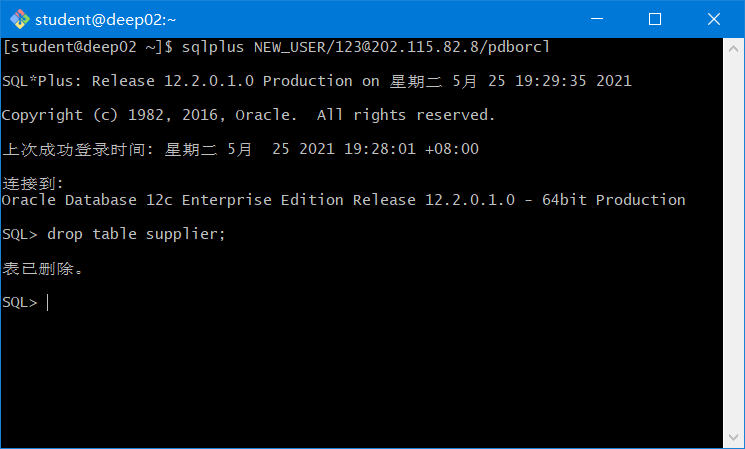 student@deep02:~
[student@deep02 ~]$ sqlplus NEW_USER/123@202.115.82.8/pdborcl
SQL*Plus: Release 12.2.0.1.0 Production on 星期二 5月 25 19:29:35 2021
Copyright (c) 1982, 2016, Oracle.  All rights reserved.
上次成功登录时间: 星期二 5月  25 2021 19:28:01 +08:00
连接到:
Oracle Database 12c Enterprise Edition Release 12.2.0.1.0 - 64bit Production
SQL> drop table supplier;
表已删除。
SQL>